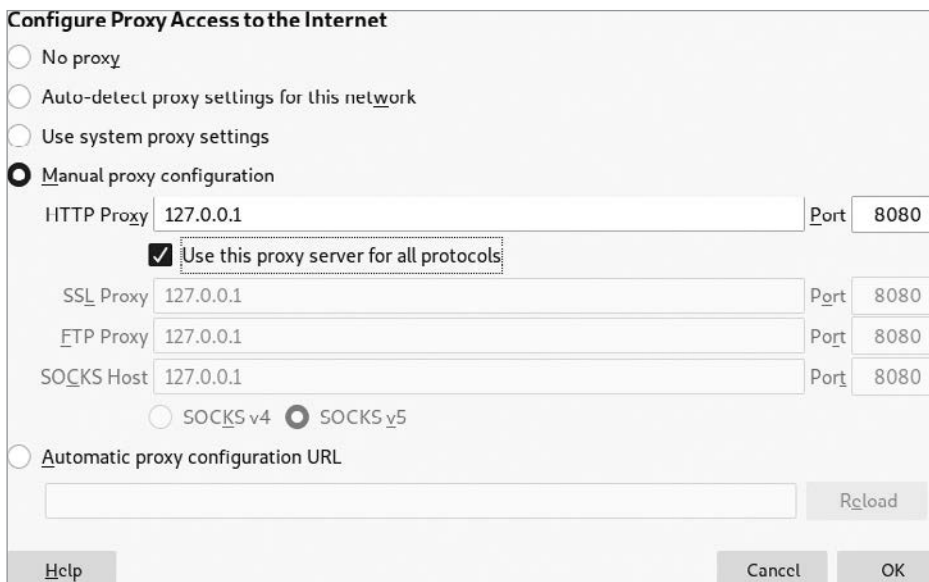 Configure Proxy Access to the Internet
No proxy
Auto-detect proxy settings for this network
Use system proxy settings
Manual proxy configuration
HTTP Proxy 127.0.0.1 Port 8080
Use this proxy server for all protocols
SSL Proxy 127.0.0.1 Port 8080
FTP Proxy 127.0.0.1 Port 8080
SOCKS Host 127.0.0.1 Port 8080
SOCKS v4 SOCKS v5
Automatic proxy configuration URL
Reload
Help Cancel OK